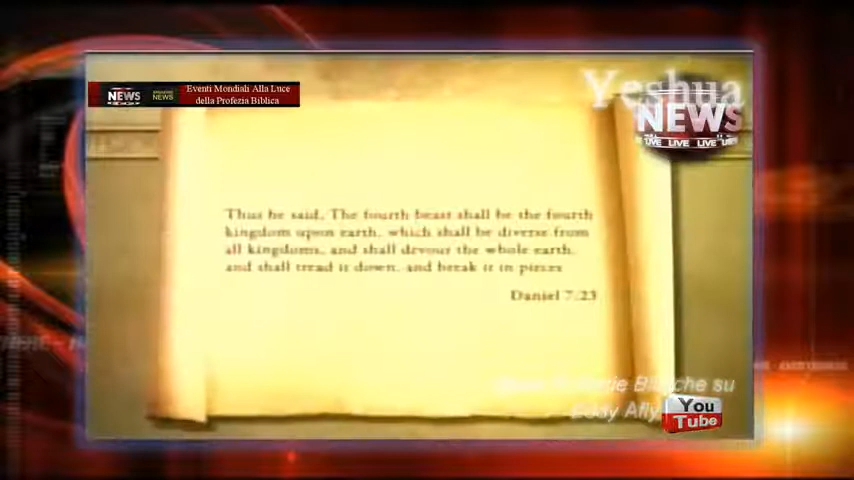 Eventi Mondiali Alla Luce
della Profezia Biblica
NEWS
NEWS
Yeshua
NEWS
LIVE LIVE LIVE
Thus he said, The fourth beast shall be the fourth
kingdom upon earth, which shall be diverse from
all kingdoms, and shall devour the whole earth,
and shall tread it down, and break it in pieces
Daniel 7:23
su
You
Tube